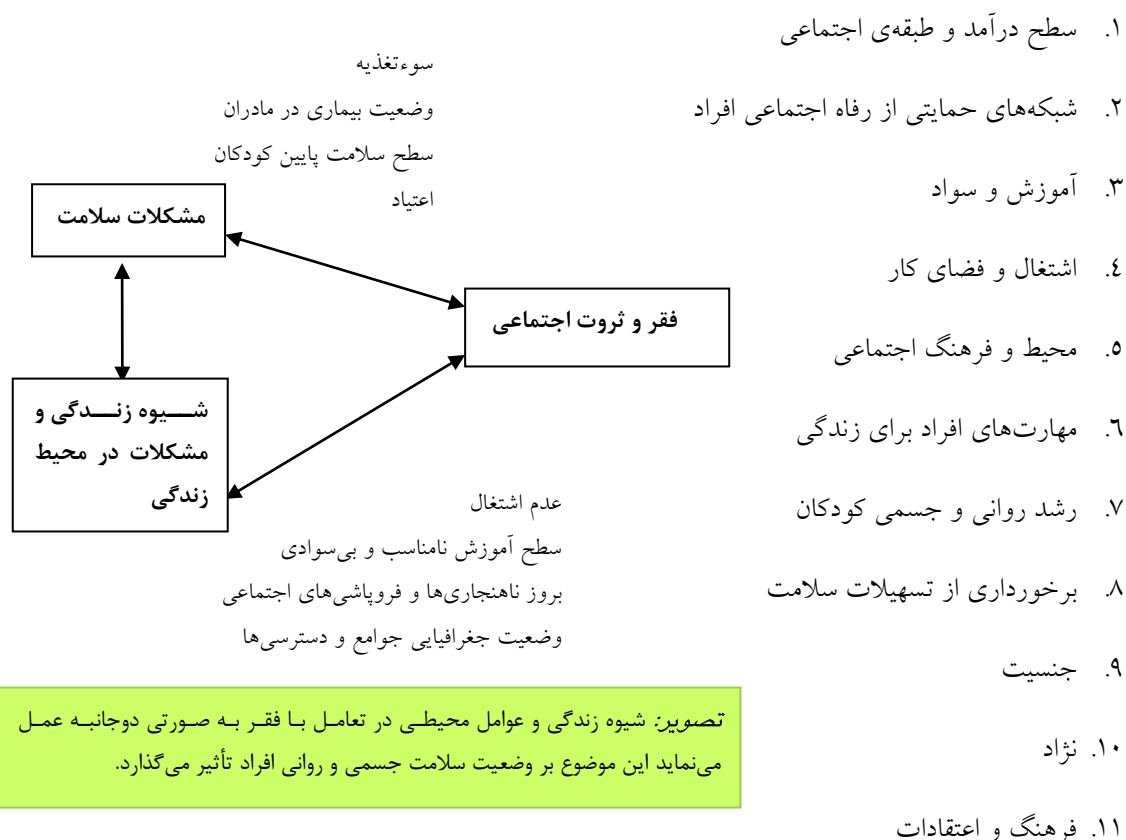 ۱. سطح درآمد و طبقه‌ی اجتماعی
۲. شبکه‌های حمایتی از رفاه اجتماعی افراد
۳. آموزش و سواد
٤. اشتغال و فضای کار
٥. محیط و فرهنگ اجتماعی
٦. مهارت‌های افراد برای زندگی
۷. رشد روانی و جسمی کودکان
۸. برخورداری از تسهیلات سلامت
۹. جنسیت
۱۰. نژاد
۱۱. فرهنگ و اعتقادات
سوءتغذیه
وضعیت بیماری در مادران
سطح سلامت پایین کودکان
اعتیاد
مشکلات سلامت
فقر و ثروت اجتماعی
شیوه زندگی و
مشکلات در محیط
زندگی
عدم اشتغال
سطح آموزش نامناسب و بی‌سوادی
بروز ناهنجاری‌ها و فروپاشی‌های اجتماعی
وضعیت جغرافیایی جوامع و دسترسی‌ها
تصویر: شیوه زندگی و عوامل محیطی در تعامل با فقر به صورتی دوجانبه عمل
می‌نماید این موضوع بر وضعیت سلامت جسمی و روانی افراد تأثیر می‌گذارد.